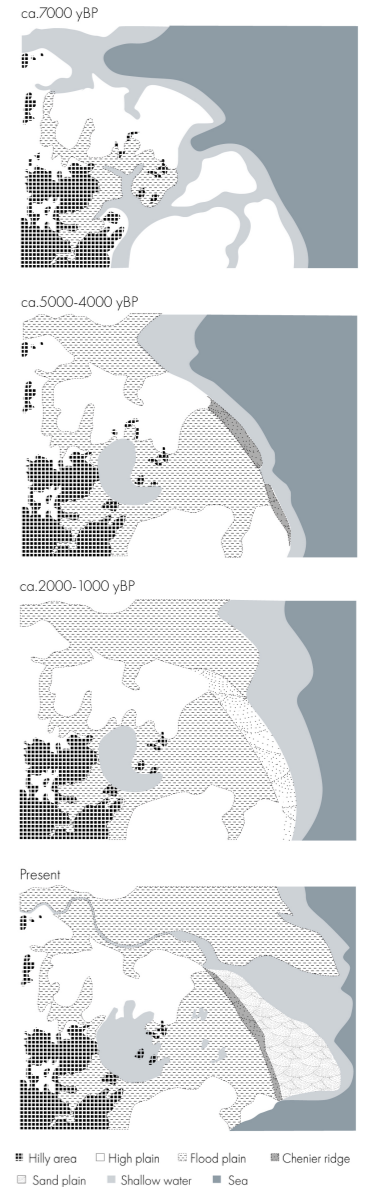 ca.7000 yBP
ca.5000-4000 yBP
ca.2000-1000 yBP
Present
Hilly area High plain Flood plain Chenier ridge
Sand plain Shallow water Sea